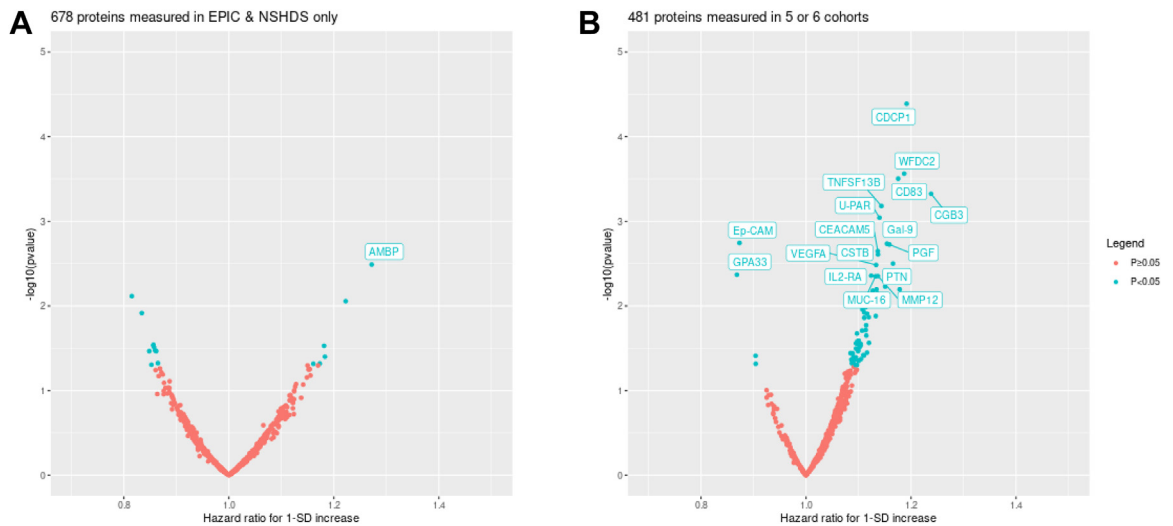 A
678 proteins measured in EPIC & NSHDS only
5
4
3
2
1
0
-log10(pvalue)
AMBP
0.8
1.0
1.2
1.4
Hazard ratio for 1-SD increase
B
481 proteins measured in 5 or 6 cohorts
5
4
3
2
1
0
-log10(pvalue)
CDCP1
WFDC2
TNFSF13B
CD83
U-PAR
CGB3
CEACAM5
Gal-9
Ep-CAM
VEGFA
CSTB
PGF
GPA33
IL2-RA
PTN
MUC-16
MMP12
0.8
1.0
1.2
1.4
Hazard ratio for 1-SD increase
Legend
P≥0.05
P<0.05